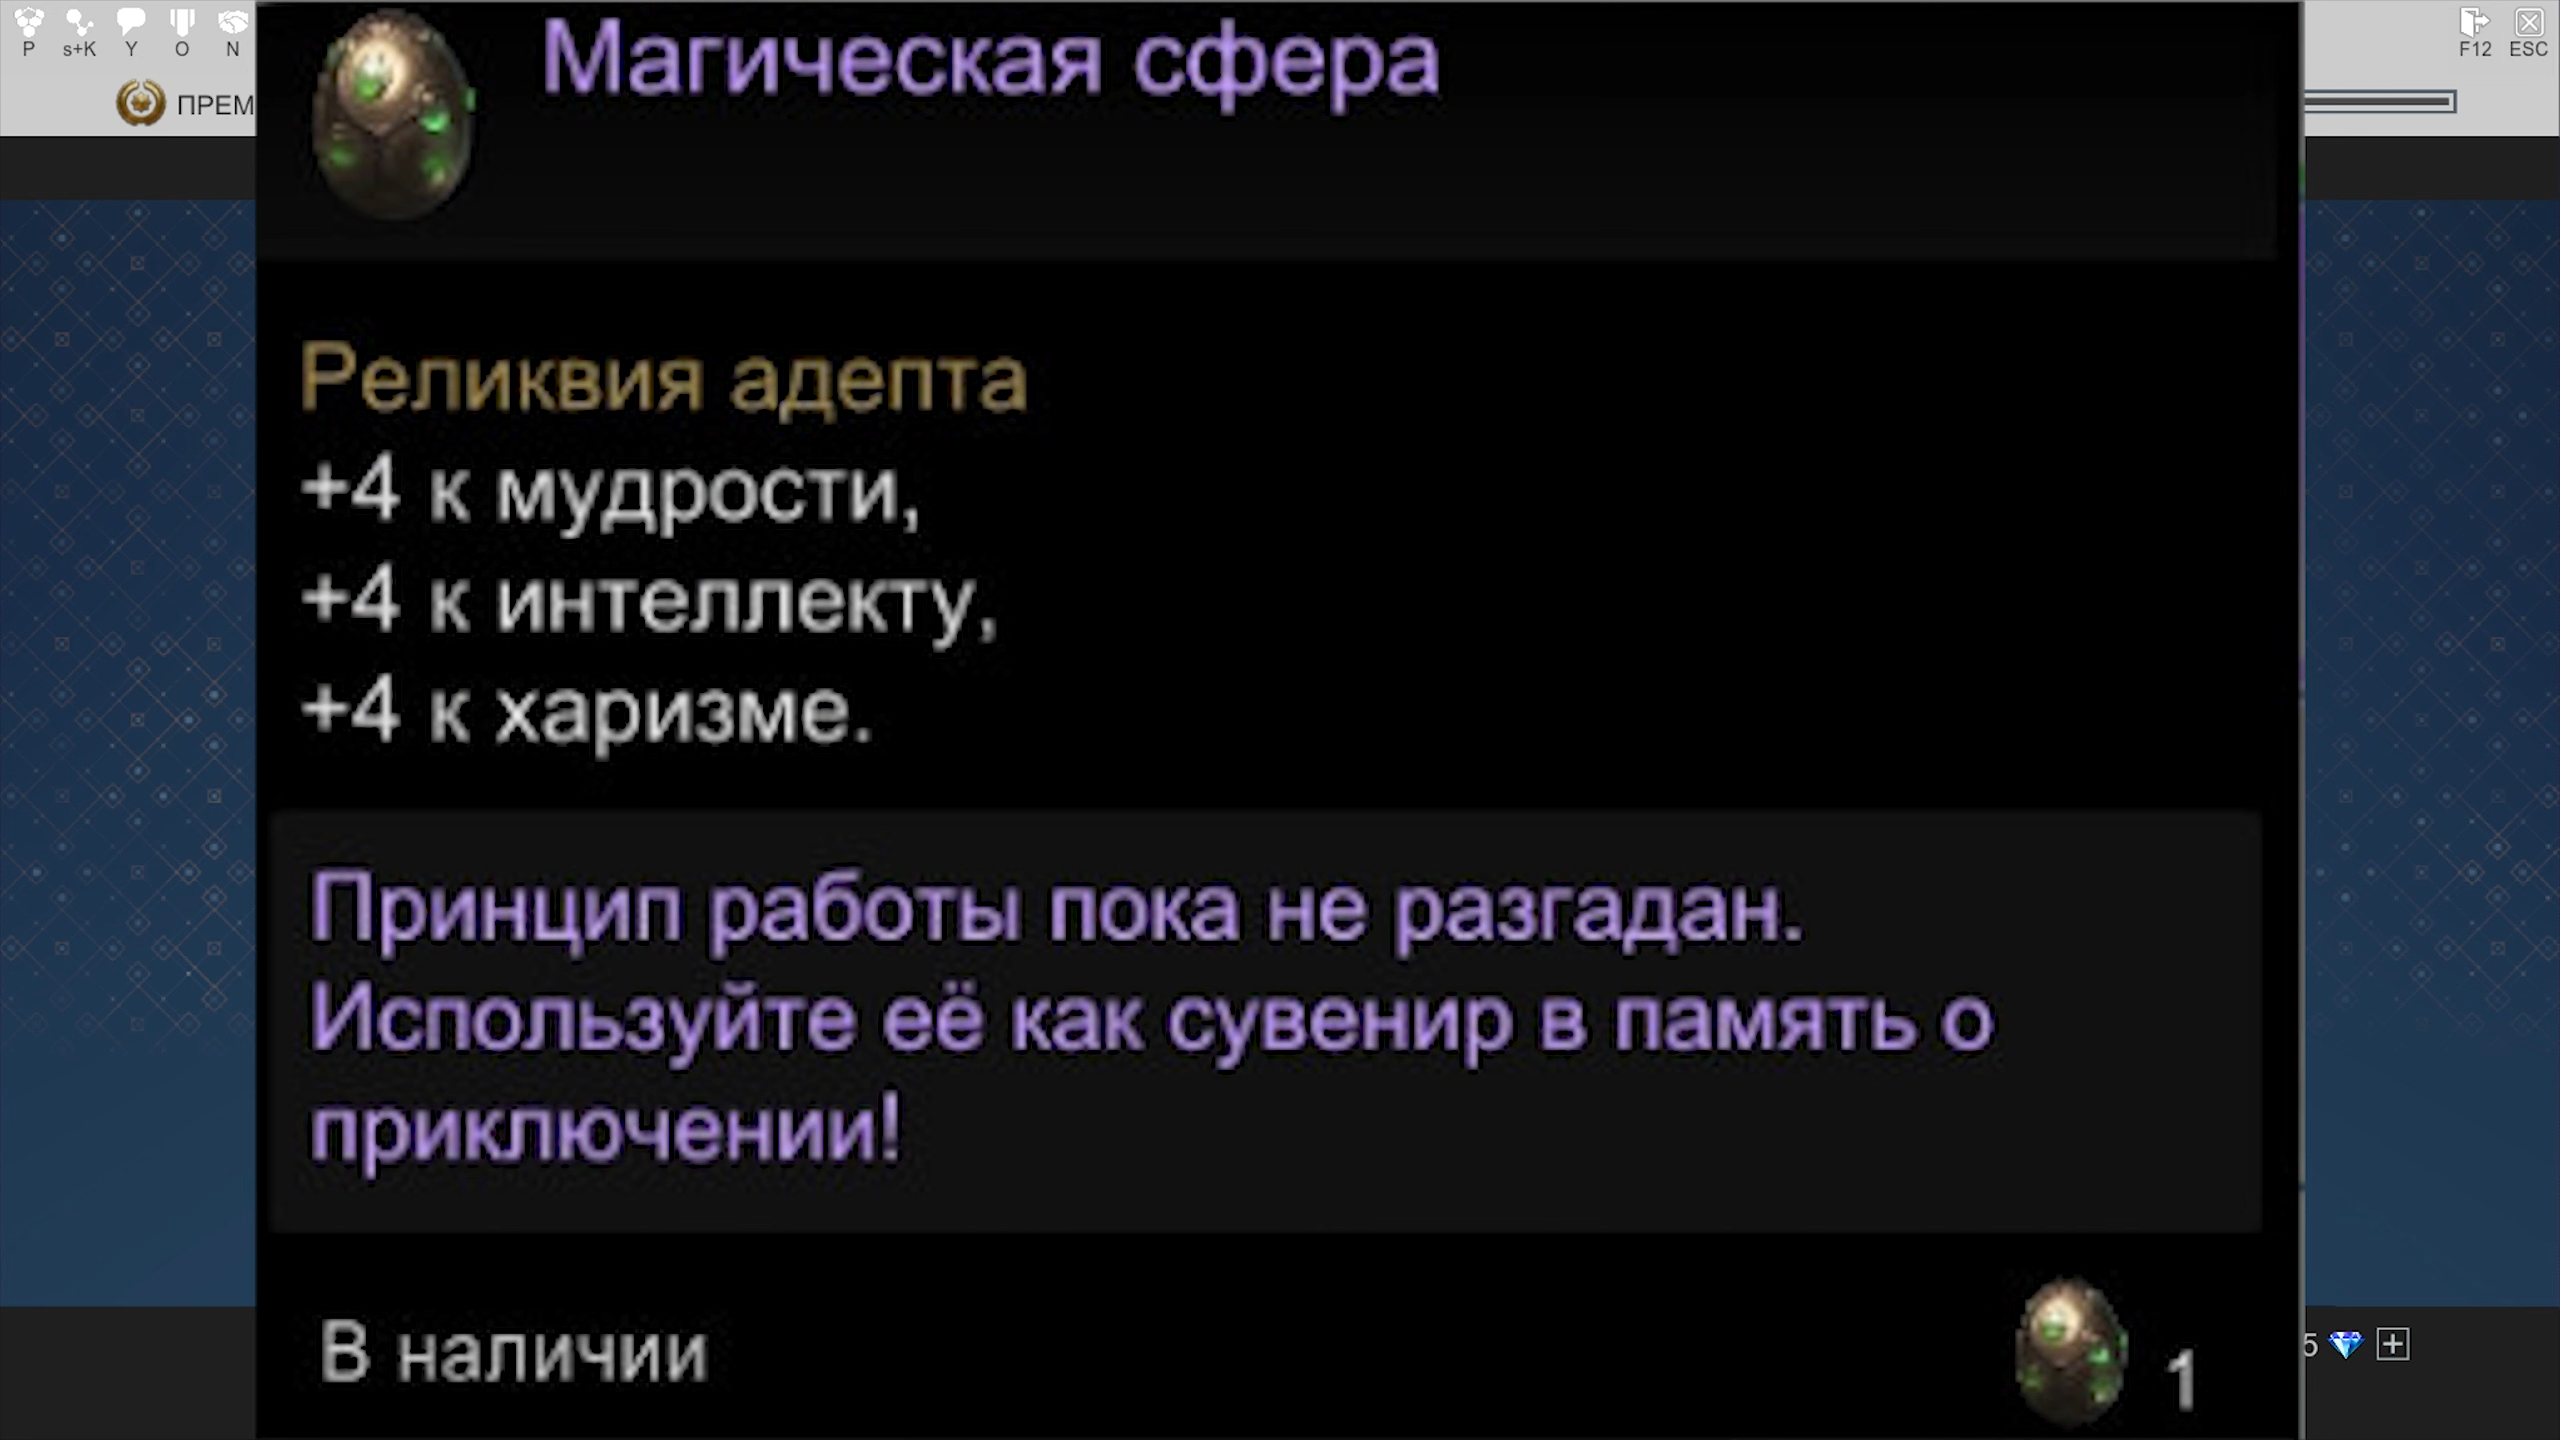 P s+K Y O N F12 ESC
ПРЕМ
Магическая сфера
Реликвия адепта
+4 к мудрости,
+4 к интеллекту,
+4 к харизме.
Принцип работы пока не разгадан.
Используйте её как сувенир в память о
приключении!
В наличии 1
5